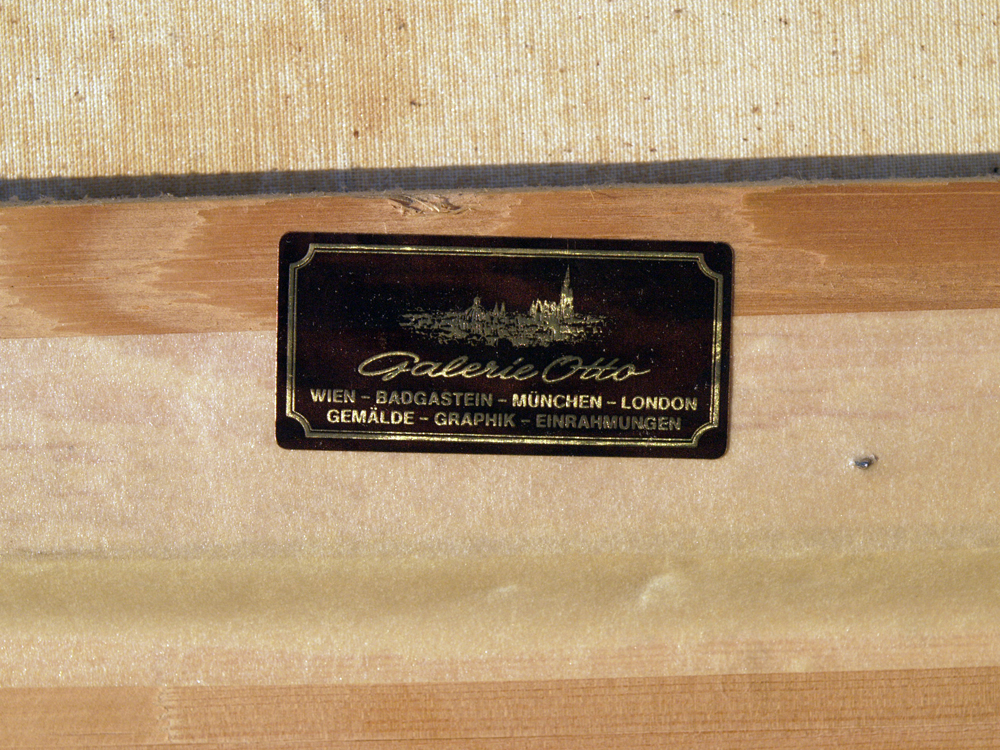 Galerie Otto
WIEN – BADGASTEIN – MÜNCHEN – LONDON
GEMÄLDE – GRAPHIK – EINRAHMUNGEN